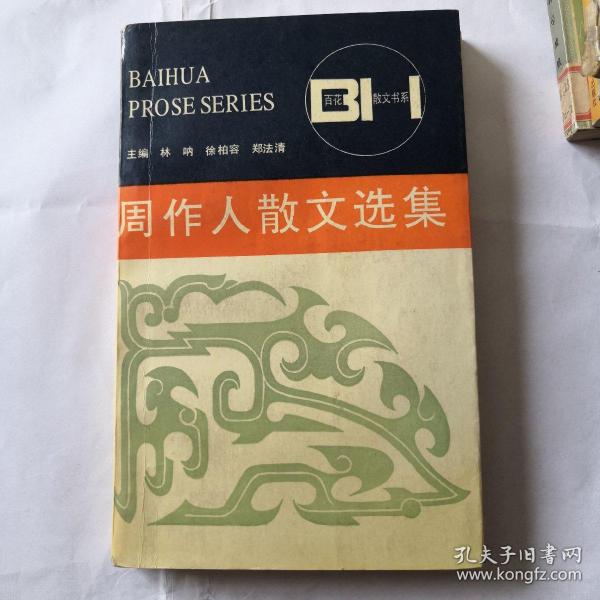 BAIHUA
PROSE SERIES
百花 BH 散文书系
主编 林呐 徐柏容 郑法清
周作人散文选集
孔夫子旧书网
www.kongfz.com